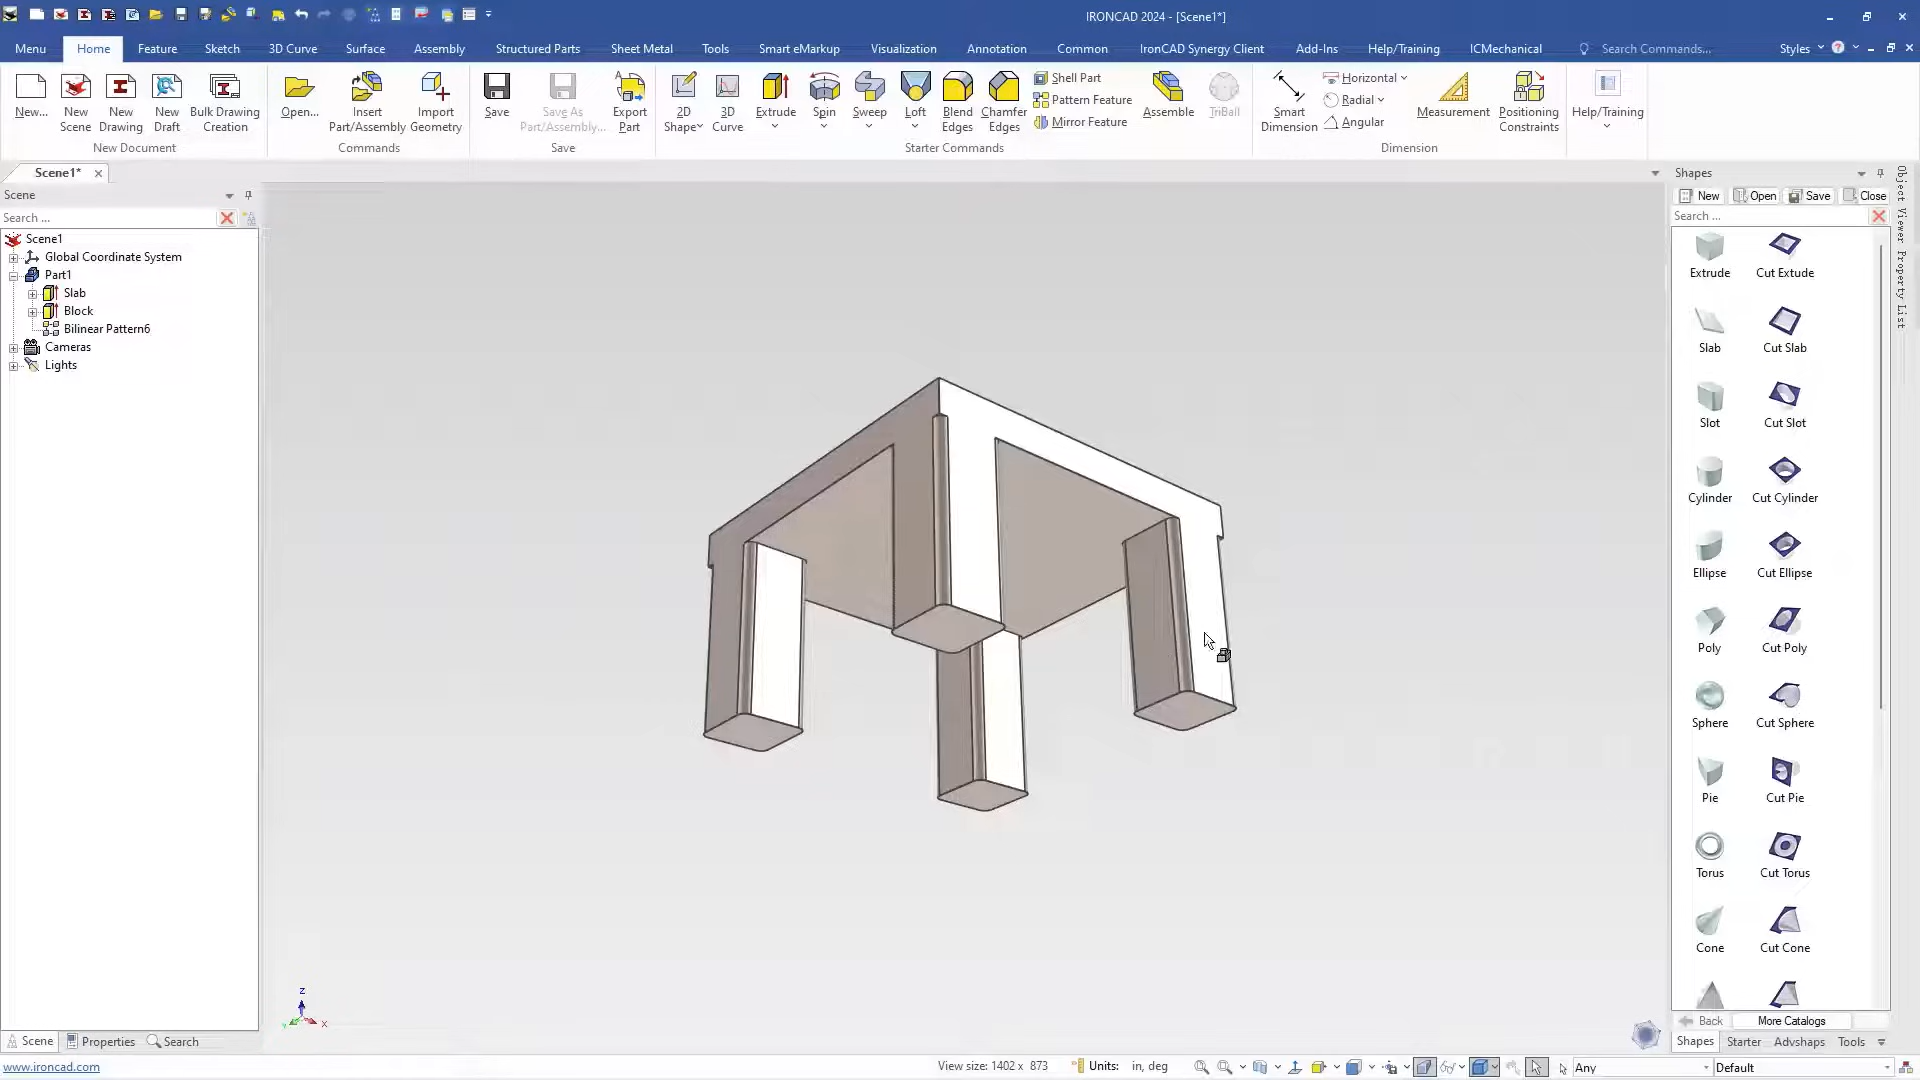 IRONCAD 2024 - [Scene1*]
Menu Home Feature Sketch 3D Curve Surface Assembly Structured Parts Sheet Metal Tools Smart eMarkup Visualization Annotation Common IronCAD Synergy Client Add-Ins Help/Training ICMechanical Search Commands... Styles
New... New Scene New Drawing New Draft Bulk Drawing Creation
New Document
Open... Insert Part/Assembly Import Geometry
Commands
Save Save As Part/Assembly... Export Part
Save
2D Shape 3D Curve Extrude Spin Sweep Loft Blend Edges Chamfer Edges
Shell Part
Pattern Feature
Mirror Feature
Assemble TriBall
Starter Commands
Smart Dimension
Horizontal
Radial
Angular
Measurement Positioning Constraints
Dimension
Help/Training
Scene1*
Scene
Search ...
Scene1
Global Coordinate System
Part1
Slab
Block
Bilinear Pattern6
Cameras
Lights
Scene Properties Search
Z
Y X
Shapes
New Open Save Close
Search ...
Extrude Cut Extude
Slab Cut Slab
Slot Cut Slot
Cylinder Cut Cylinder
Ellipse Cut Ellipse
Poly Cut Poly
Sphere Cut Sphere
Pie Cut Pie
Torus Cut Torus
Cone Cut Cone
Back More Catalogs
Shapes Starter Advshaps Tools
Object Viewer Property List
www.ironcad.com
View size: 1402 x 873 Units: in, deg Any Default